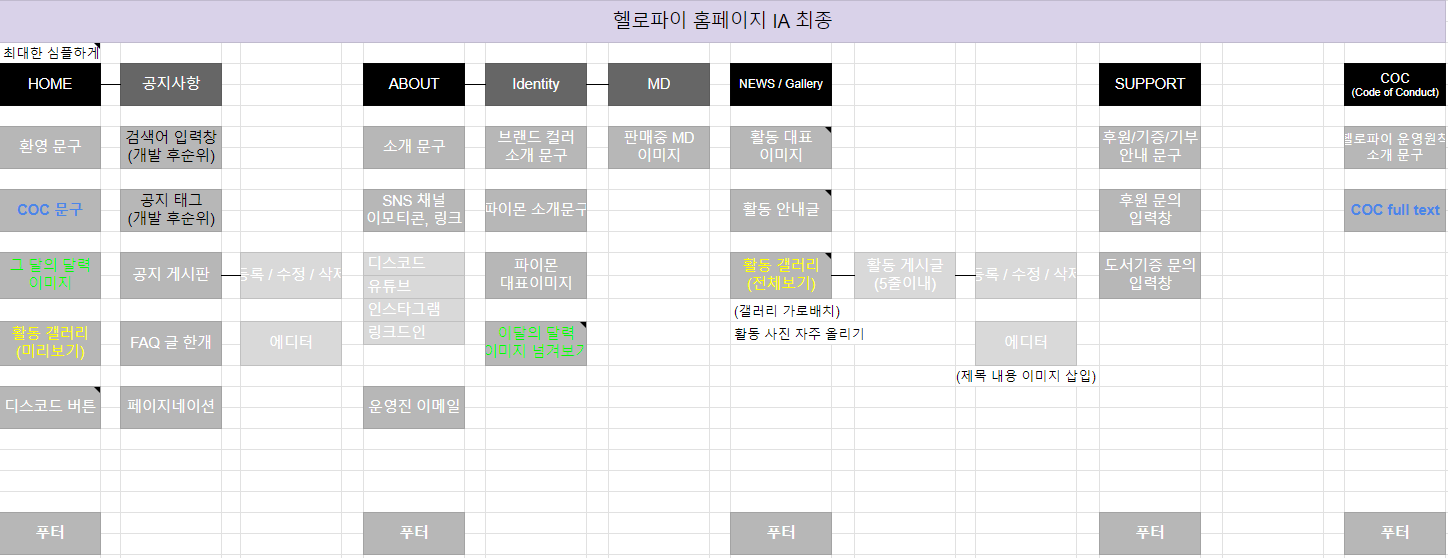 헬로파이 홈페이지 IA 최종
최대한 심플하게
HOME
공지사항
ABOUT
Identity
MD
NEWS / Gallery
SUPPORT
COC
(Code of Conduct)
환영 문구
검색어 입력창
(개발 후순위)
소개 문구
브랜드 컬러
소개 문구
판매중 MD
이미지
활동 대표
이미지
후원/기증/기부
안내 문구
헬로파이 운영원칙
소개 문구
COC 문구
공지 태그
(개발 후순위)
SNS 채널
이모티콘, 링크
파이몬 소개문구
활동 안내글
후원 문의
입력창
COC full text
그 달의 달력
이미지
공지 게시판
등록 / 수정 / 삭제
디스코드
유튜브
인스타그램
링크드인
파이몬
대표이미지
활동 갤러리
(전체보기)
활동 게시글
(5줄이내)
등록 / 수정 / 삭제
도서기증 문의
입력창
(갤러리 가로배치)
활동 사진 자주 올리기
활동 갤러리
(미리보기)
FAQ 글 한개
에디터
이달의 달력
이미지 넘겨보기
에디터
(제목 내용 이미지 삽입)
디스코드 버튼
페이지네이션
운영진 이메일
푸터
푸터
푸터
푸터
푸터